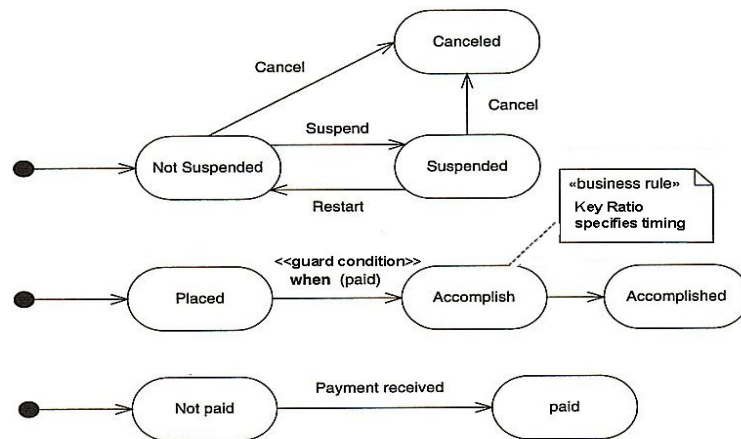 Canceled
Cancel
Cancel
Suspend
Not Suspended
Suspended
Restart
«business rule»
Key Ratio
specifies timing
<<guard condition>>
when (paid)
Placed
Accomplish
Accomplished
Payment received
Not paid
paid